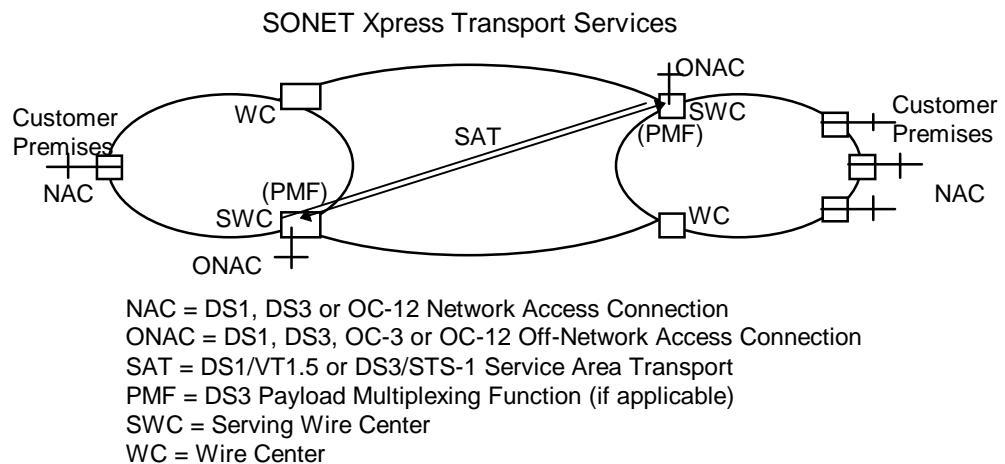 SONET Xpress Transport Services
ONAC
WC
SWC
Customer
Premises
Customer
Premises
SAT
(PMF)
NAC
NAC
(PMF)
SWC
WC
ONAC
NAC = DS1, DS3 or OC-12 Network Access Connection
ONAC = DS1, DS3, OC-3 or OC-12 Off-Network Access Connection
SAT = DS1/VT1.5 or DS3/STS-1 Service Area Transport
PMF = DS3 Payload Multiplexing Function (if applicable)
SWC = Serving Wire Center
WC = Wire Center